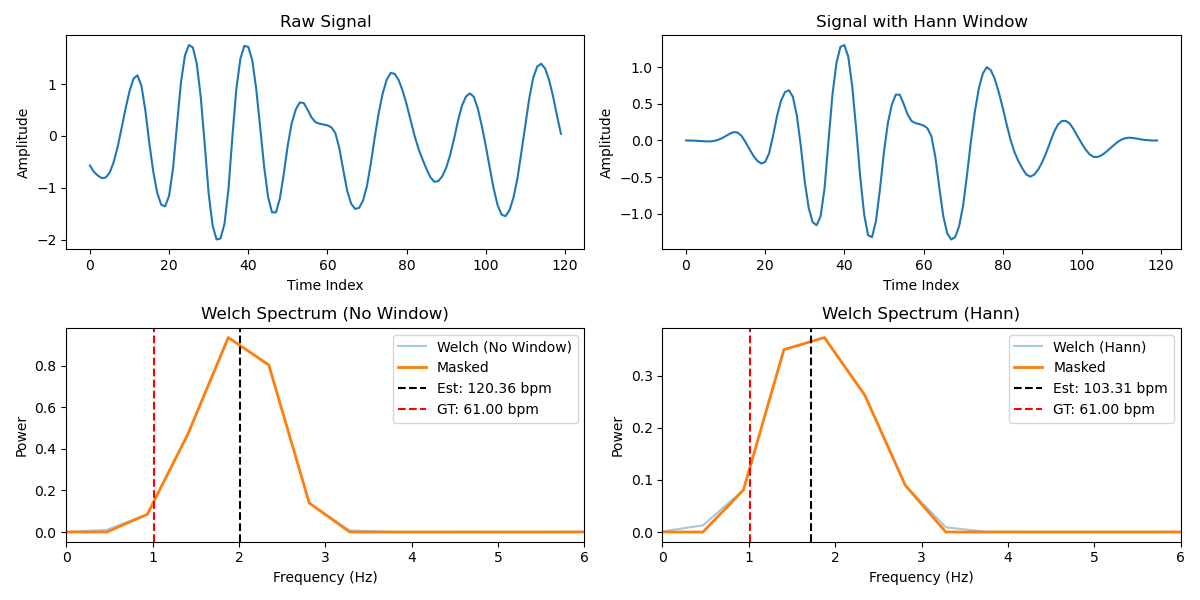 Raw Signal
Amplitude
1
0
−1
−2
0 20 40 60 80 100 120
Time Index
Signal with Hann Window
Amplitude
1.0
0.5
0.0
−0.5
−1.0
0 20 40 60 80 100 120
Time Index
Welch Spectrum (No Window)
Power
0.8
0.6
0.4
0.2
0.0
Welch (No Window)
Masked
Est: 120.36 bpm
GT: 61.00 bpm
0 1 2 3 4 5 6
Frequency (Hz)
Welch Spectrum (Hann)
Power
0.3
0.2
0.1
0.0
Welch (Hann)
Masked
Est: 103.31 bpm
GT: 61.00 bpm
0 1 2 3 4 5 6
Frequency (Hz)